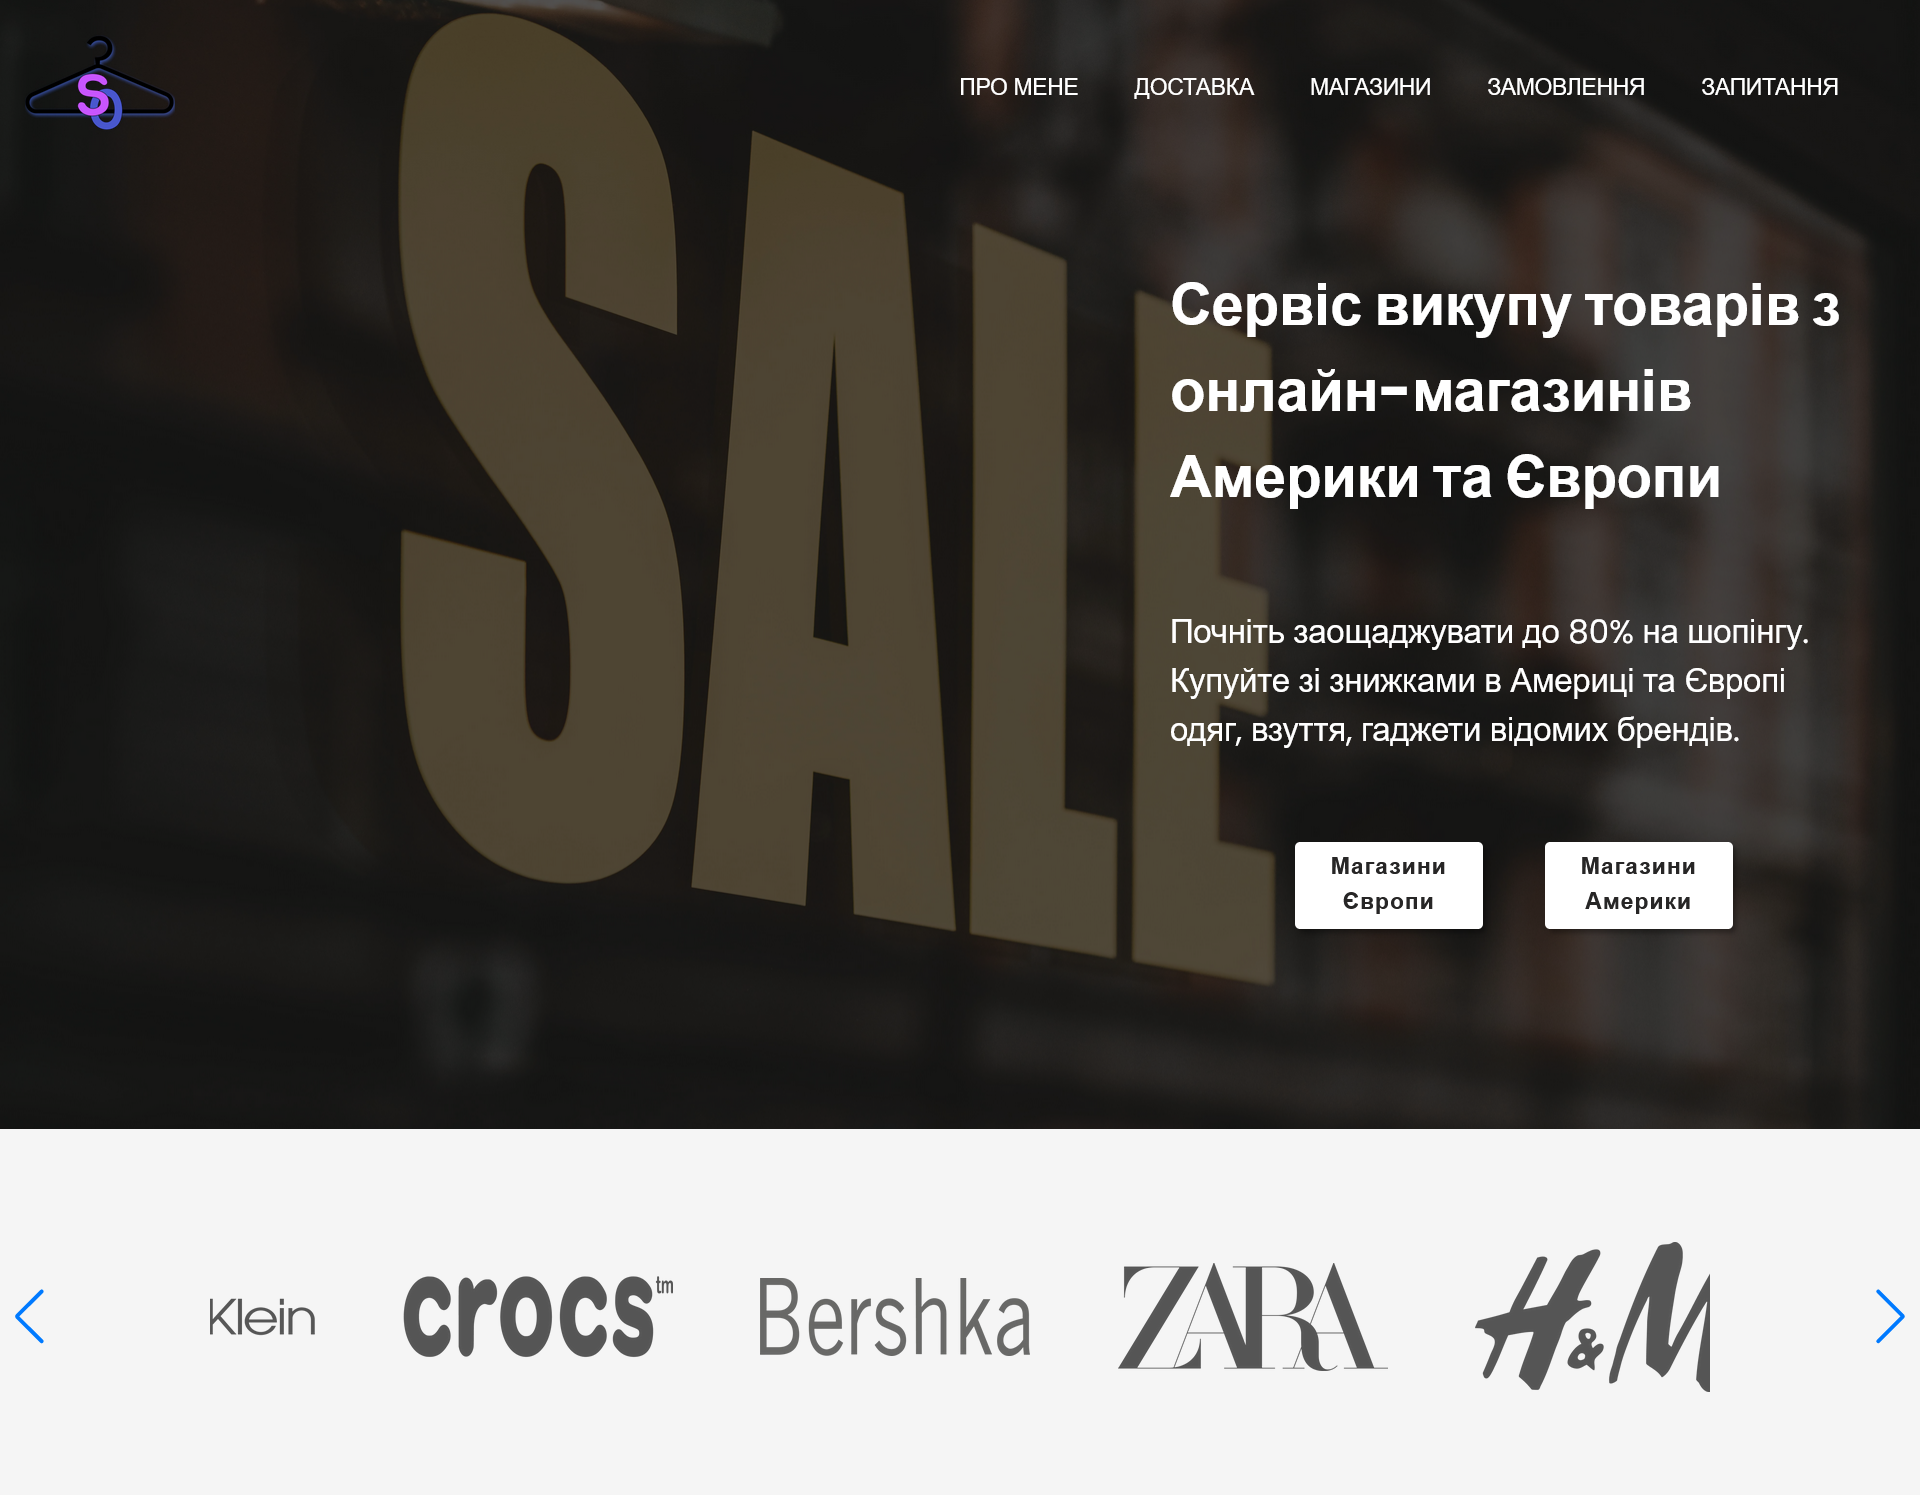 SO
ПРО МЕНЕ ДОСТАВКА МАГАЗИНИ ЗАМОВЛЕННЯ ЗАПИТАННЯ
SALE
Сервіс викупу товарів з
онлайн-магазинів
Америки та Європи
Почніть заощаджувати до 80% на шопінгу.
Купуйте зі знижками в Америці та Європі
одяг, взуття, гаджети відомих брендів.
Магазини
Європи
Магазини
Америки
Klein
crocs™
Bershka
ZARA
H&M